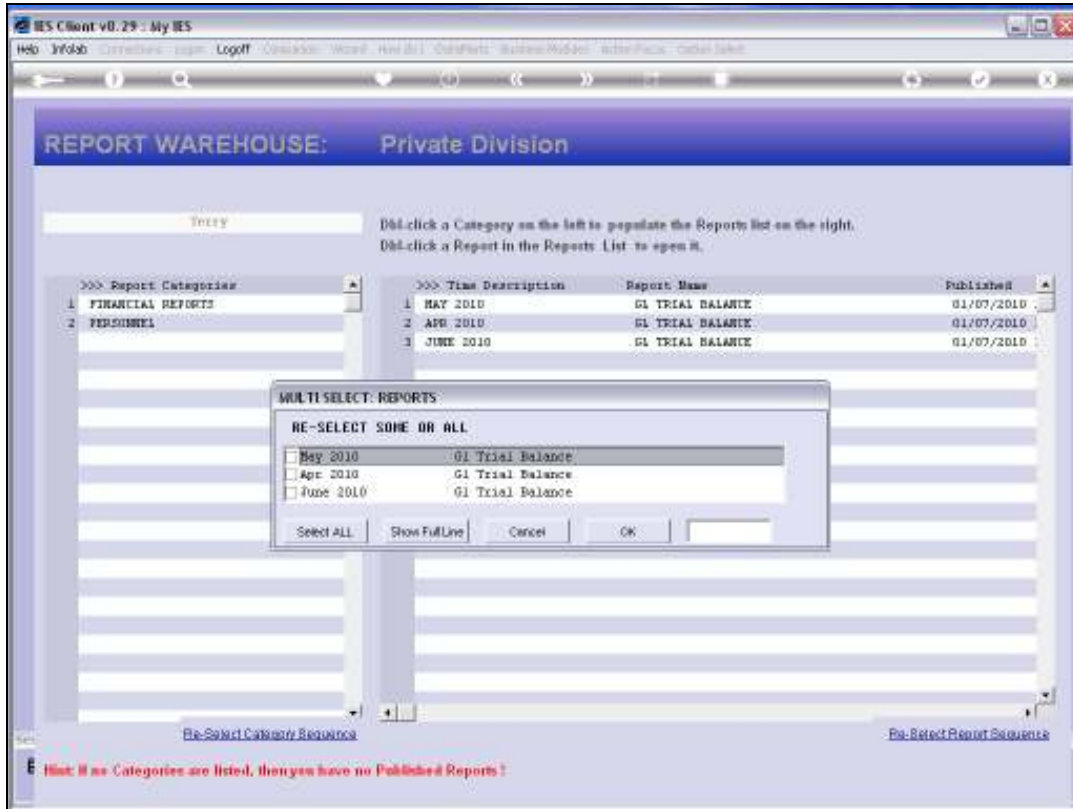 IES Client v0.29 : My IES
Help Infolab Logoff
REPORT WAREHOUSE: Private Division
Terry
Dbl-click a Category on the left to populate the Reports list on the right.
Dbl-click a Report in the Reports List to open it.
>>> Report Categories
1 FINANCIAL REPORTS
2 PERSONNEL
>>> Time Description Report Name Published
1 MAY 2010 GL TRIAL BALANCE 01/07/2010
2 APR 2010 GL TRIAL BALANCE 01/07/2010
3 JUNE 2010 GL TRIAL BALANCE 01/07/2010
MULTI SELECT: REPORTS
RE-SELECT SOME OR ALL
May 2010 Gl Trial Balance
Apr 2010 Gl Trial Balance
June 2010 Gl Trial Balance
Select ALL Show Full Line Cancel OK
Re-Select Category Sequence Re-Select Report Sequence
Hint: If no Categories are listed, then you have no Published Reports !